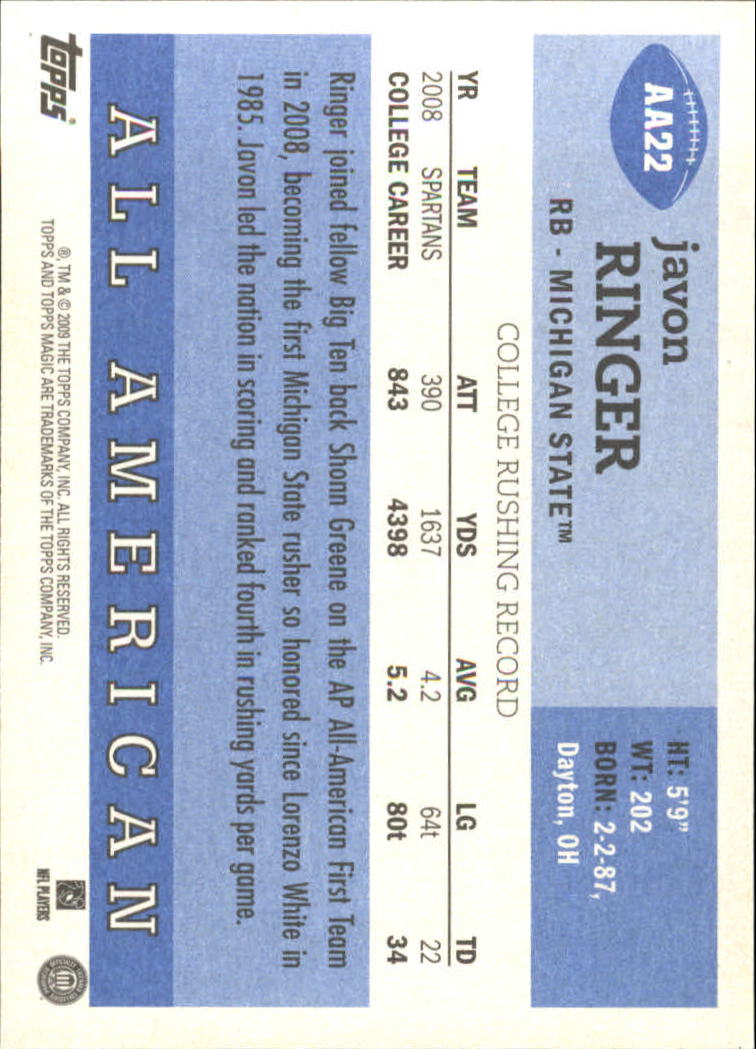 AA22
javon
RINGER
RB - MICHIGAN STATE™
HT: 5'9"
WT: 202
BORN: 2-2-87,
Dayton, OH
COLLEGE RUSHING RECORD
YR TEAM ATT YDS AVG LG TD
2008 SPARTANS 390 1637 4.2 64t 22
COLLEGE CAREER 843 4398 5.2 80t 34
Ringer joined fellow Big Ten back Shonn Greene on the AP All-American First Team
in 2008, becoming the first Michigan State rusher so honored since Lorenzo White in
1985. Javon led the nation in scoring and ranked fourth in rushing yards per game.
ALL AMERICAN
topps®
®, TM & © 2009 THE TOPPS COMPANY, INC. ALL RIGHTS RESERVED.
TOPPS AND TOPPS MAGIC ARE TRADEMARKS OF THE TOPPS COMPANY, INC.
NFL PLAYERS